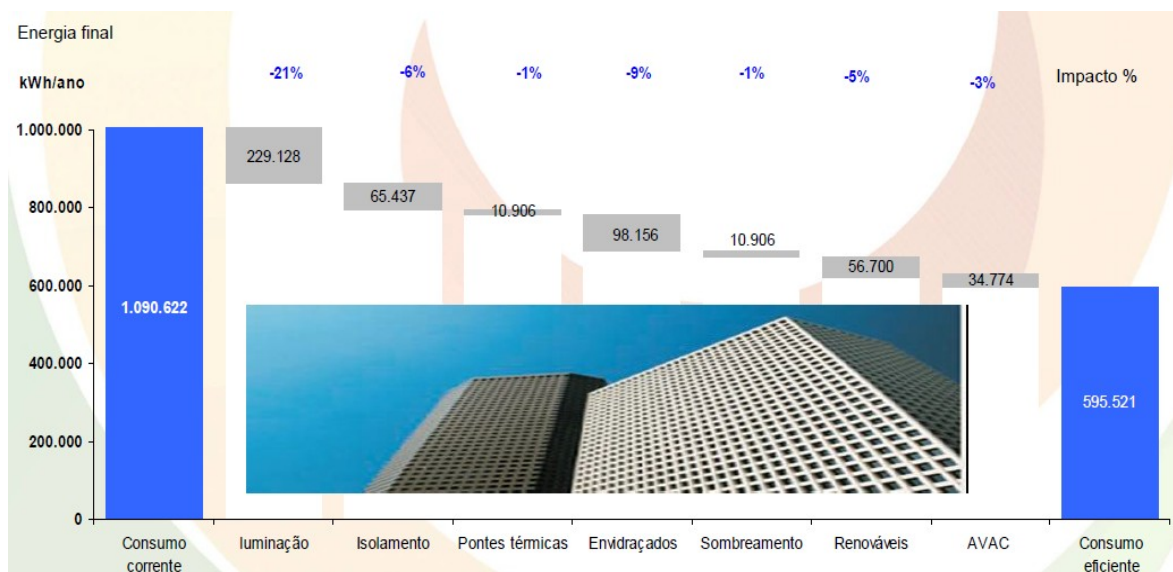 Energia final
kWh/ano
-21%
-6%
-1%
-9%
-1%
-5%
-3%
Impacto %
1.000.000
800.000
600.000
400.000
200.000
0
1.090.622
229.128
65.437
10.906
98.156
10.906
56.700
34.774
595.521
Consumo
corrente
Iuminação
Isolamento
Pontes térmicas
Envidraçados
Sombreamento
Renováveis
AVAC
Consumo
eficiente